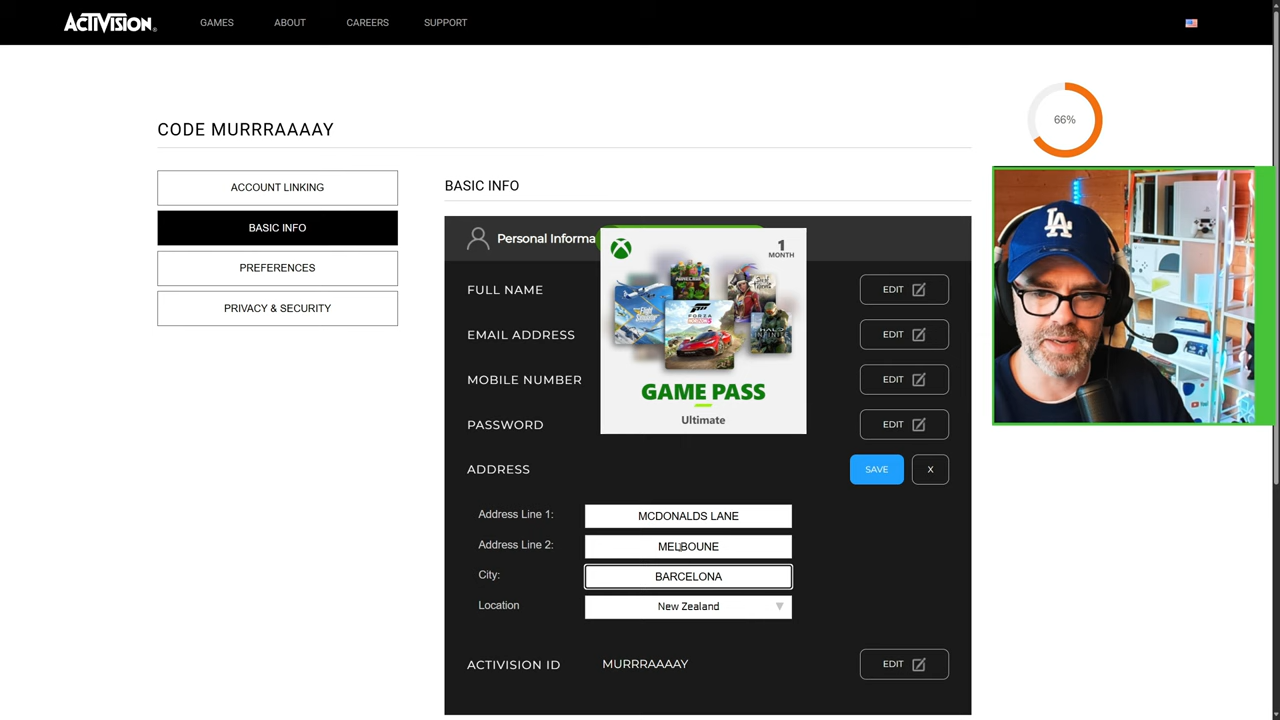 ACTIVISION
GAMES
ABOUT
CAREERS
SUPPORT
CODE MURRRAAAAY
66%
ACCOUNT LINKING
BASIC INFO
PREFERENCES
PRIVACY & SECURITY
BASIC INFO
Personal Informa
1
MONTH
FULL NAME
EDIT
EMAIL ADDRESS
EDIT
MOBILE NUMBER
EDIT
GAME PASS
Ultimate
PASSWORD
EDIT
ADDRESS
SAVE
X
Address Line 1:
MCDONALDS LANE
Address Line 2:
MELBOUNE
City:
BARCELONA
Location
New Zealand
ACTIVISION ID
MURRRAAAAY
EDIT
LA